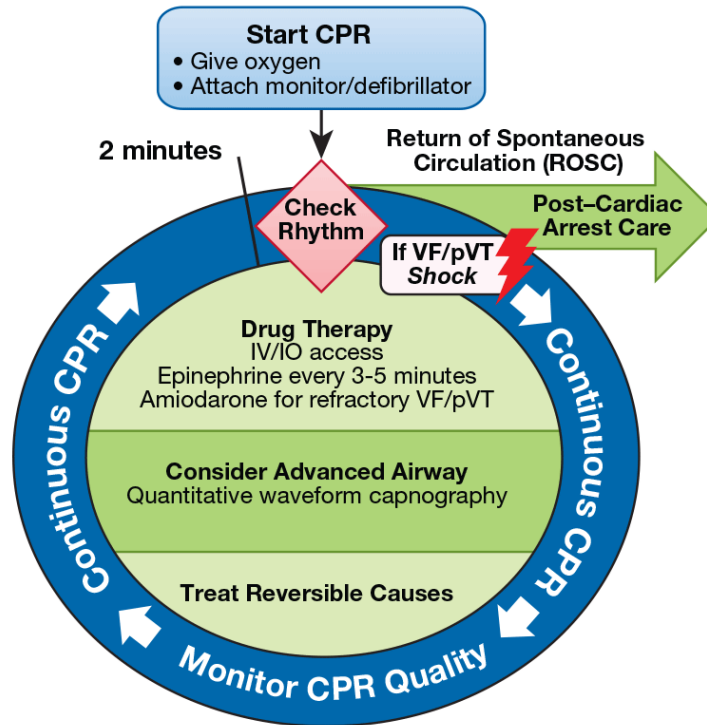 Start CPR
• Give oxygen
• Attach monitor/defibrillator
2 minutes
Return of Spontaneous
Circulation (ROSC)
Check
Rhythm
Post–Cardiac
Arrest Care
If VF/pVT
Shock
Drug Therapy
IV/IO access
Epinephrine every 3-5 minutes
Amiodarone for refractory VF/pVT
Consider Advanced Airway
Quantitative waveform capnography
Treat Reversible Causes
Continuous CPR
Monitor CPR Quality
Continuous CPR